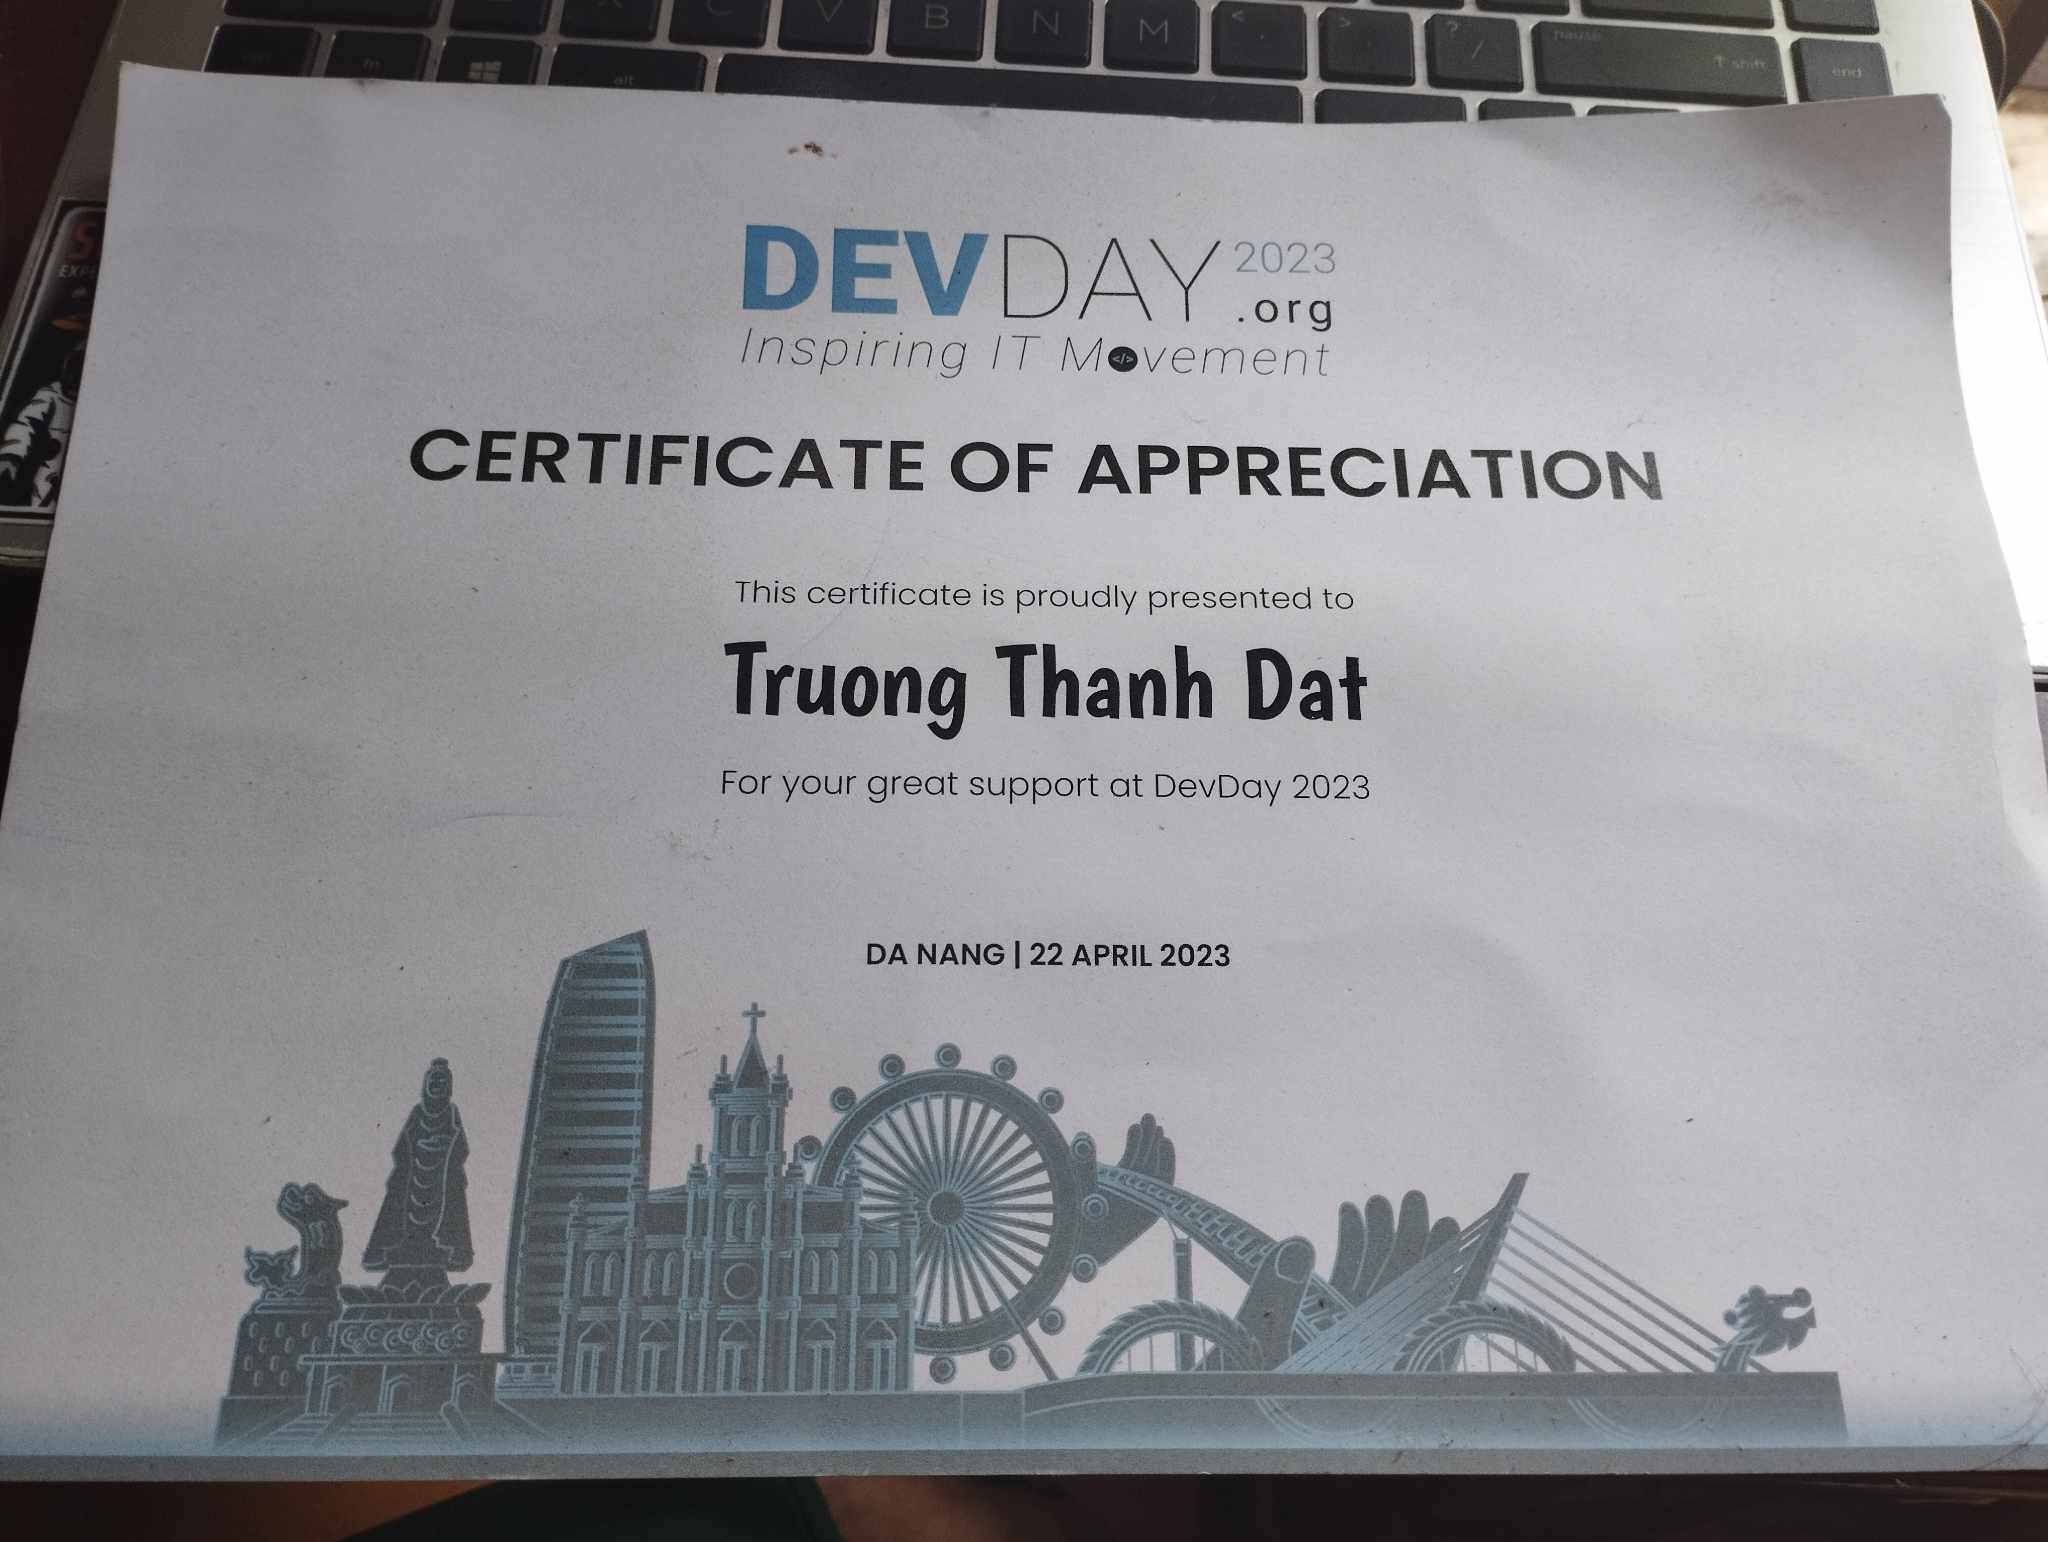 B N M < > ? /
fn alt pause ↑ shift end
DEVDAY 2023
.org
Inspiring IT Movement
CERTIFICATE OF APPRECIATION
This certificate is proudly presented to
Truong Thanh Dat
For your great support at DevDay 2023
DA NANG | 22 APRIL 2023